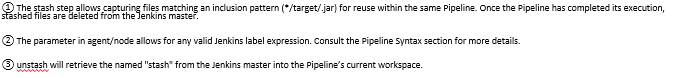 ① The stash step allows capturing files matching an inclusion pattern (*/target/.jar) for reuse within the same Pipeline. Once the Pipeline has completed its execution,
stashed files are deleted from the Jenkins master.
② The parameter in agent/node allows for any valid Jenkins label expression. Consult the Pipeline Syntax section for more details.
③ unstash will retrieve the named "stash" from the Jenkins master into the Pipeline’s current workspace.